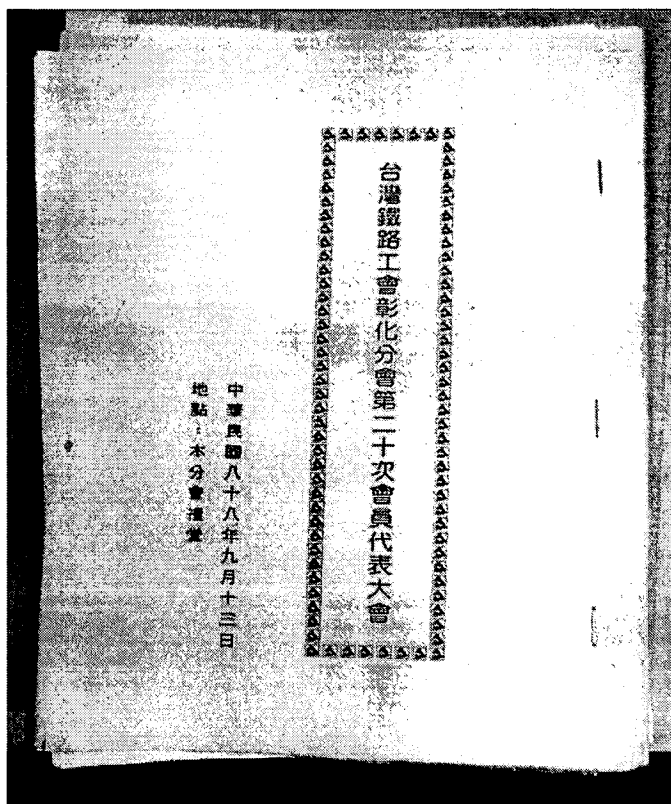 台灣鐵路工會彰化分會第二十次會員代表大會
中華民國八十八年九月十三日
地點：本分會禮堂